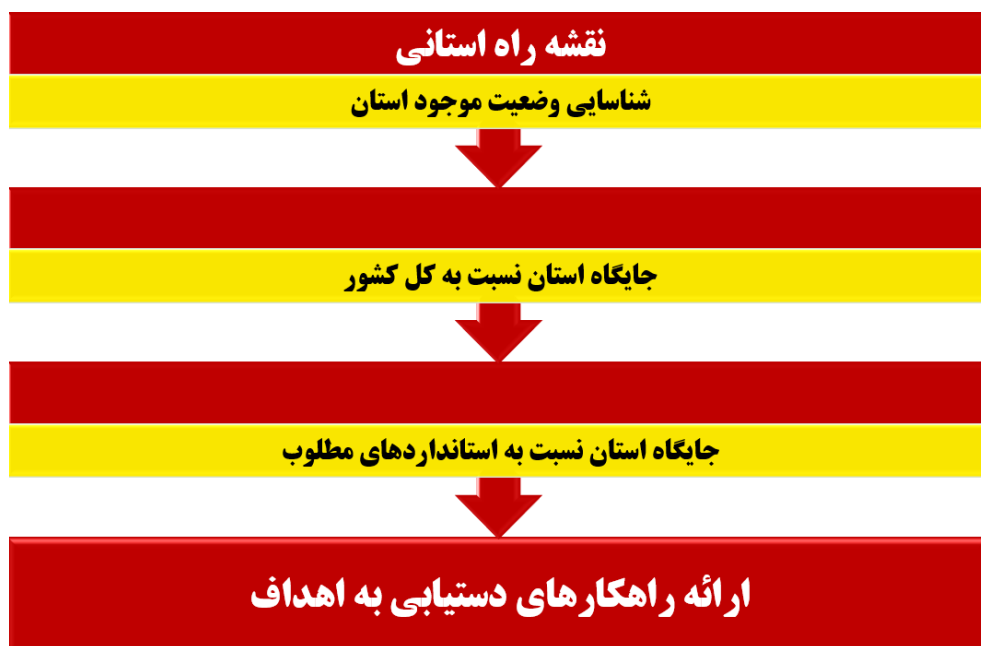 نقشه راه استانی
شناسایی وضعیت موجود استان
جایگاه استان نسبت به کل کشور
جایگاه استان نسبت به استانداردهای مطلوب
ارائه راهکارهای دستیابی به اهداف